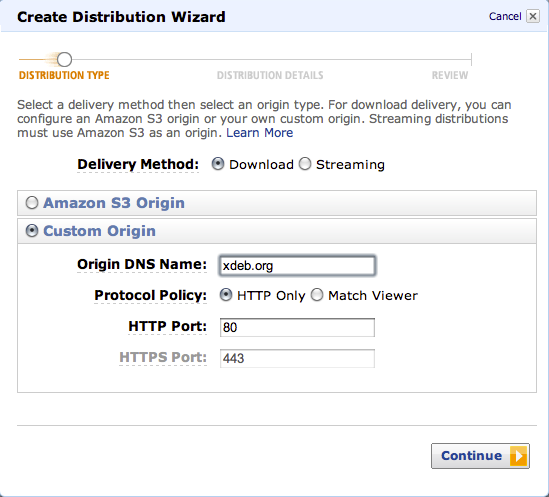 Create Distribution Wizard
Cancel
DISTRIBUTION TYPE DISTRIBUTION DETAILS REVIEW
Select a delivery method then select an origin type. For download delivery, you can
configure an Amazon S3 origin or your own custom origin. Streaming distributions
must use Amazon S3 as an origin. Learn More
Delivery Method: Download Streaming
Amazon S3 Origin
Custom Origin
Origin DNS Name: xdeb.org
Protocol Policy: HTTP Only Match Viewer
HTTP Port: 80
HTTPS Port: 443
Continue